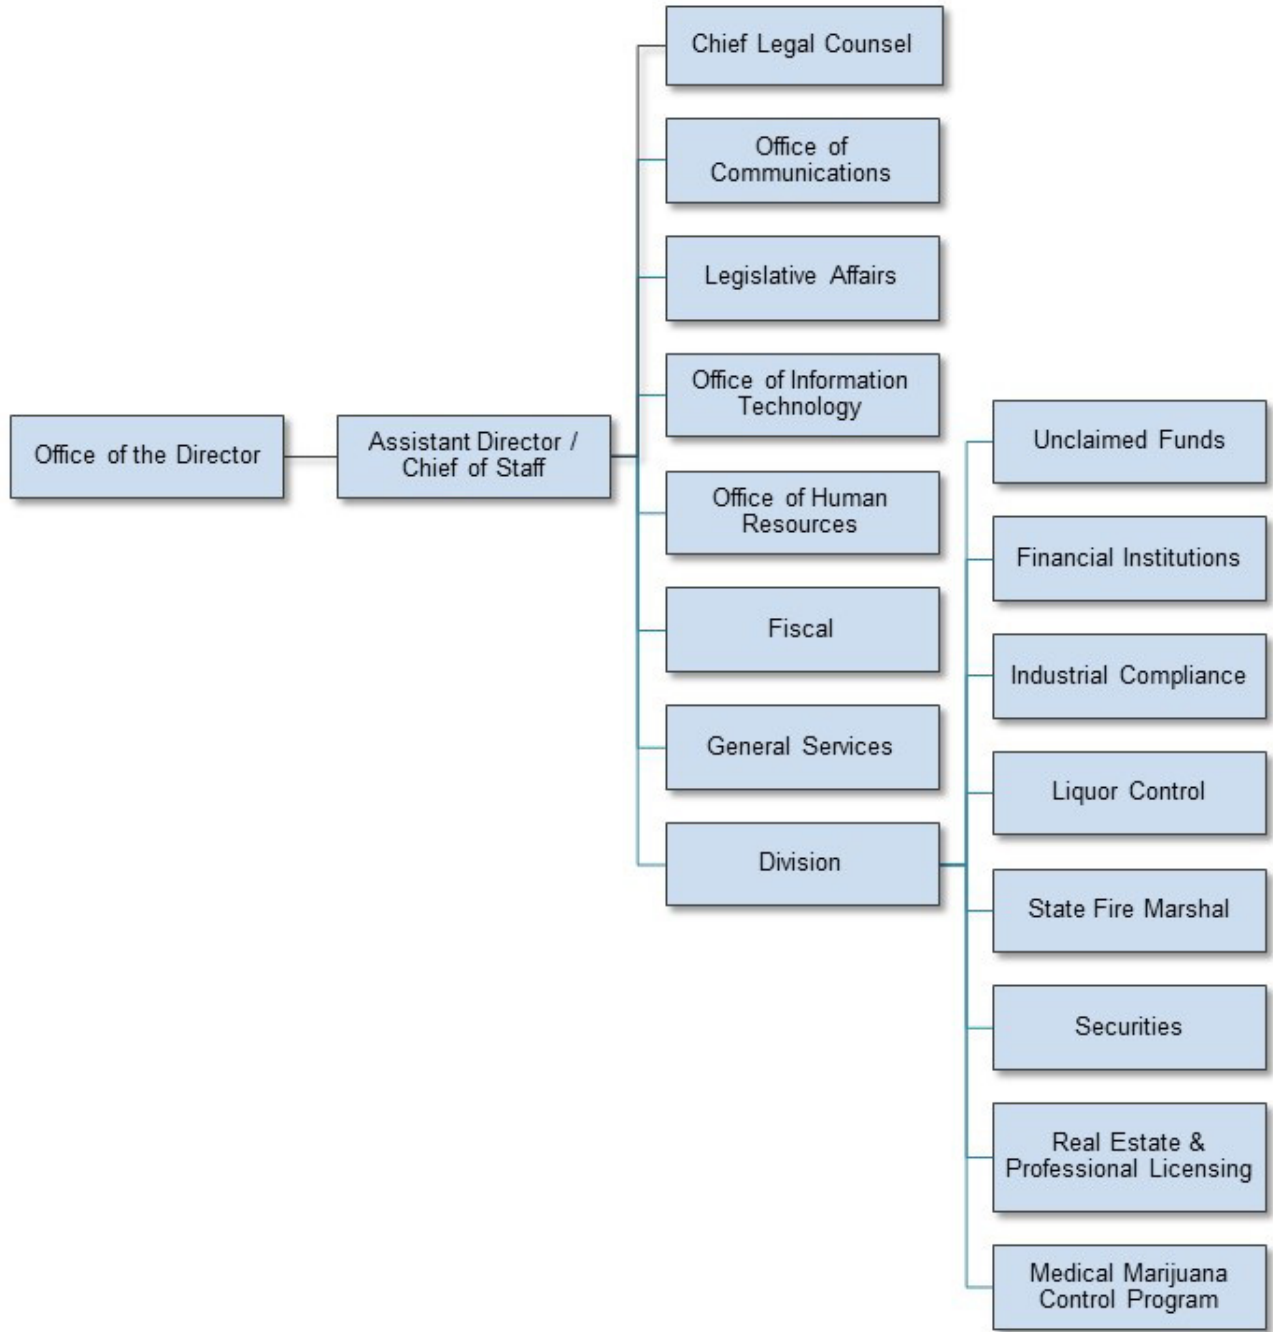 Chief Legal Counsel
Office of
Communications
Legislative Affairs
Office of Information
Technology
Office of the Director
Assistant Director /
Chief of Staff
Office of Human
Resources
Fiscal
General Services
Division
Unclaimed Funds
Financial Institutions
Industrial Compliance
Liquor Control
State Fire Marshal
Securities
Real Estate &
Professional Licensing
Medical Marijuana
Control Program